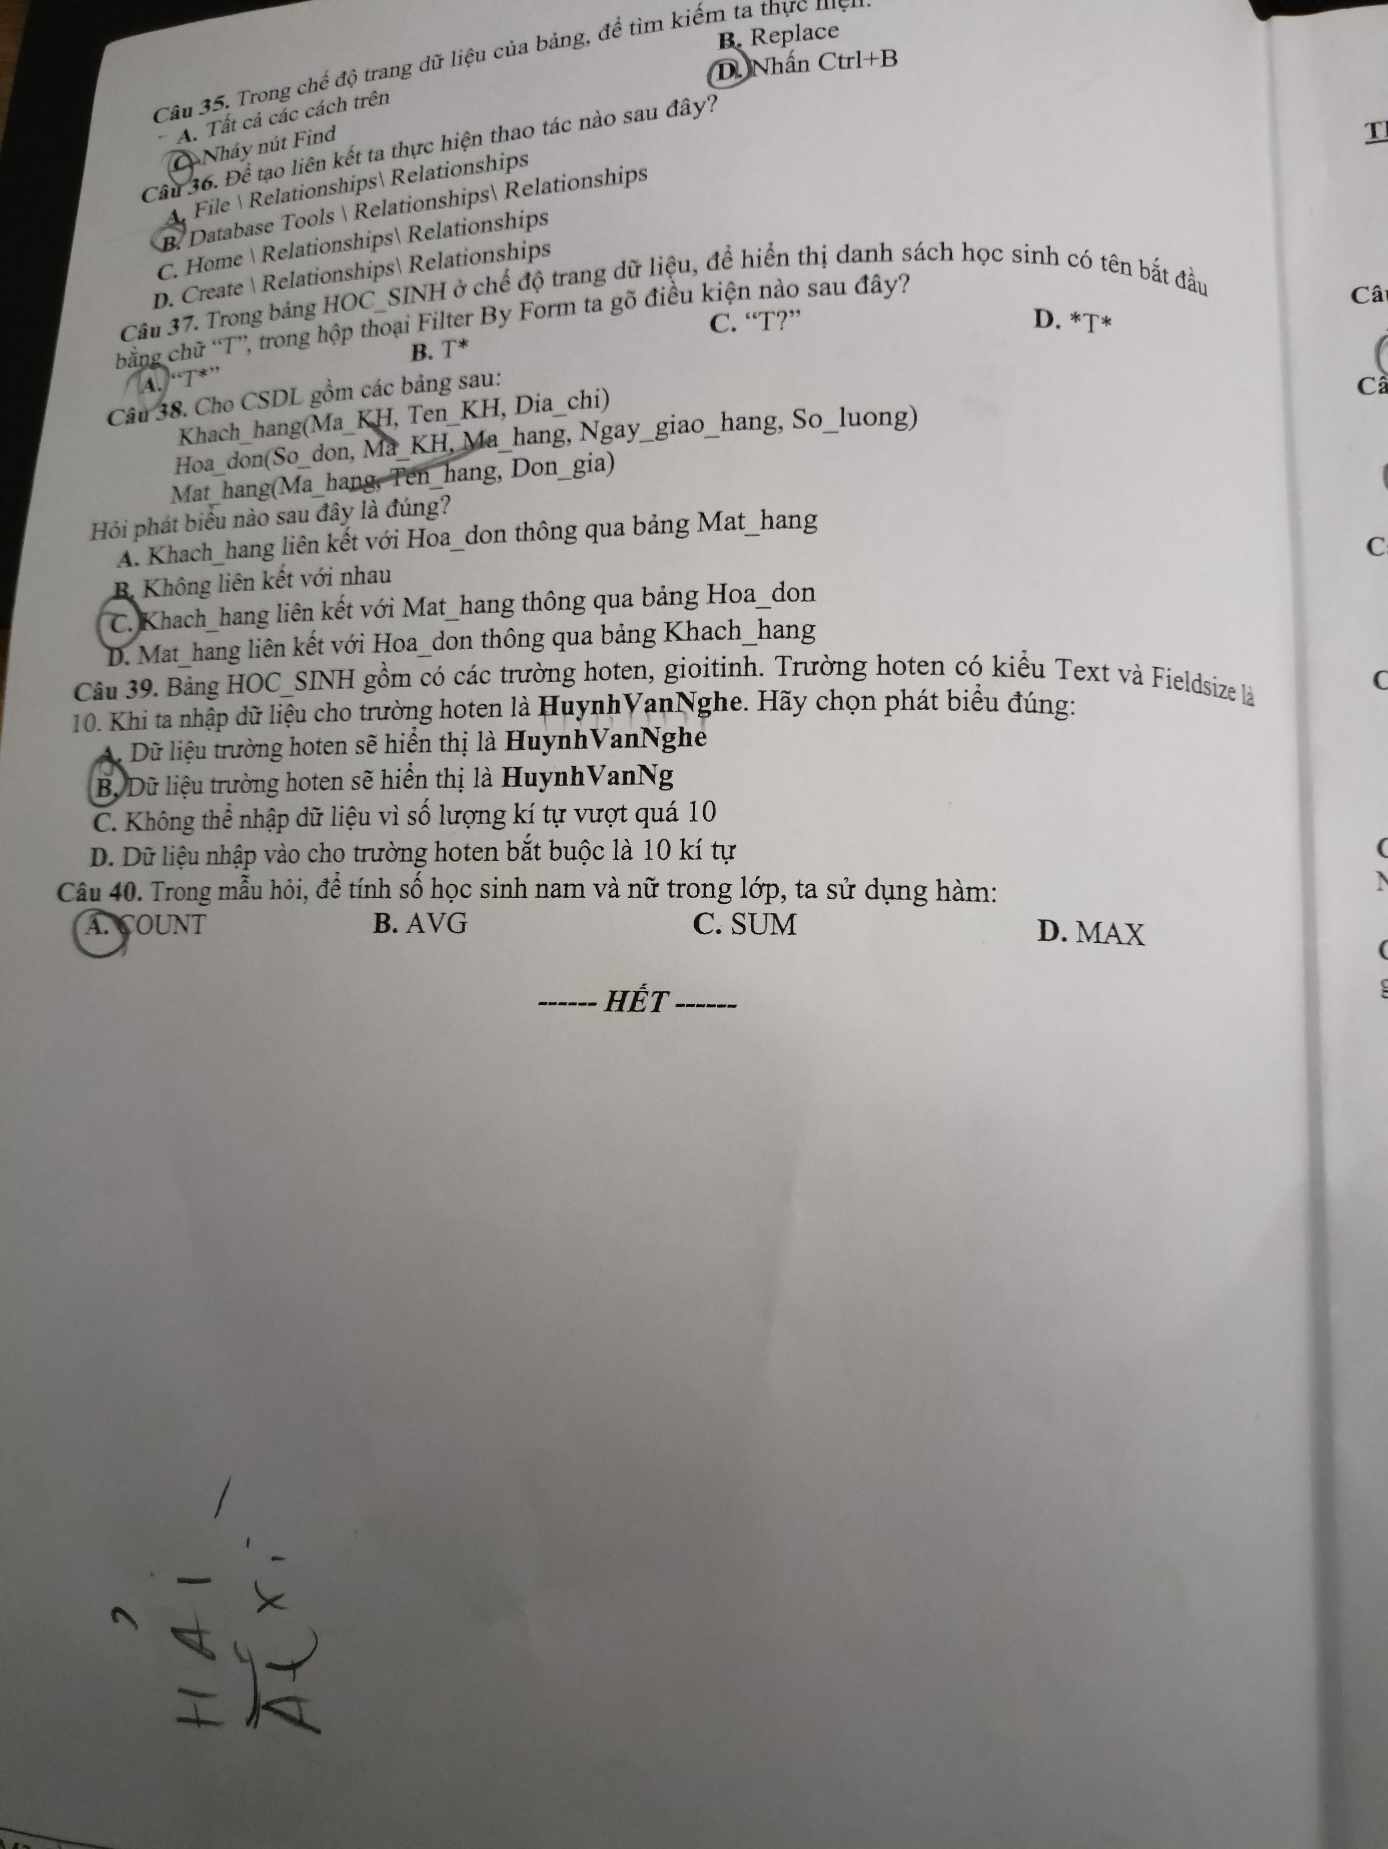 Câu 35. Trong chế độ trang dữ liệu của bảng, để tìm kiếm ta thực hiện:
A. Tất cả các cách trên B. Replace
C. Nháy nút Find D. Nhấn Ctrl+B
Câu 36. Để tạo liên kết ta thực hiện thao tác nào sau đây?
A. File \ Relationships\ Relationships
B. Database Tools \ Relationships\ Relationships
C. Home \ Relationships\ Relationships
D. Create \ Relationships\ Relationships
Câu 37. Trong bảng HOC_SINH ở chế độ trang dữ liệu, để hiển thị danh sách học sinh có tên bắt đầu
bằng chữ “T”, trong hộp thoại Filter By Form ta gõ điều kiện nào sau đây?
A. “T*” B. T* C. “T?” D. *T*
Câu 38. Cho CSDL gồm các bảng sau:
Khach_hang(Ma_KH, Ten_KH, Dia_chi)
Hoa_don(So_don, Ma_KH, Ma_hang, Ngay_giao_hang, So_luong)
Mat_hang(Ma_hang, Ten_hang, Don_gia)
Hỏi phát biểu nào sau đây là đúng?
A. Khach_hang liên kết với Hoa_don thông qua bảng Mat_hang
B. Không liên kết với nhau
C. Khach_hang liên kết với Mat_hang thông qua bảng Hoa_don
D. Mat_hang liên kết với Hoa_don thông qua bảng Khach_hang
Câu 39. Bảng HOC_SINH gồm có các trường hoten, gioitinh. Trường hoten có kiểu Text và Fieldsize là
10. Khi ta nhập dữ liệu cho trường hoten là HuynhVanNghe. Hãy chọn phát biểu đúng:
A. Dữ liệu trường hoten sẽ hiển thị là HuynhVanNghe
B. Dữ liệu trường hoten sẽ hiển thị là HuynhVanNg
C. Không thể nhập dữ liệu vì số lượng kí tự vượt quá 10
D. Dữ liệu nhập vào cho trường hoten bắt buộc là 10 kí tự
Câu 40. Trong mẫu hỏi, để tính số học sinh nam và nữ trong lớp, ta sử dụng hàm:
A. COUNT B. AVG C. SUM D. MAX
------ HẾT ------